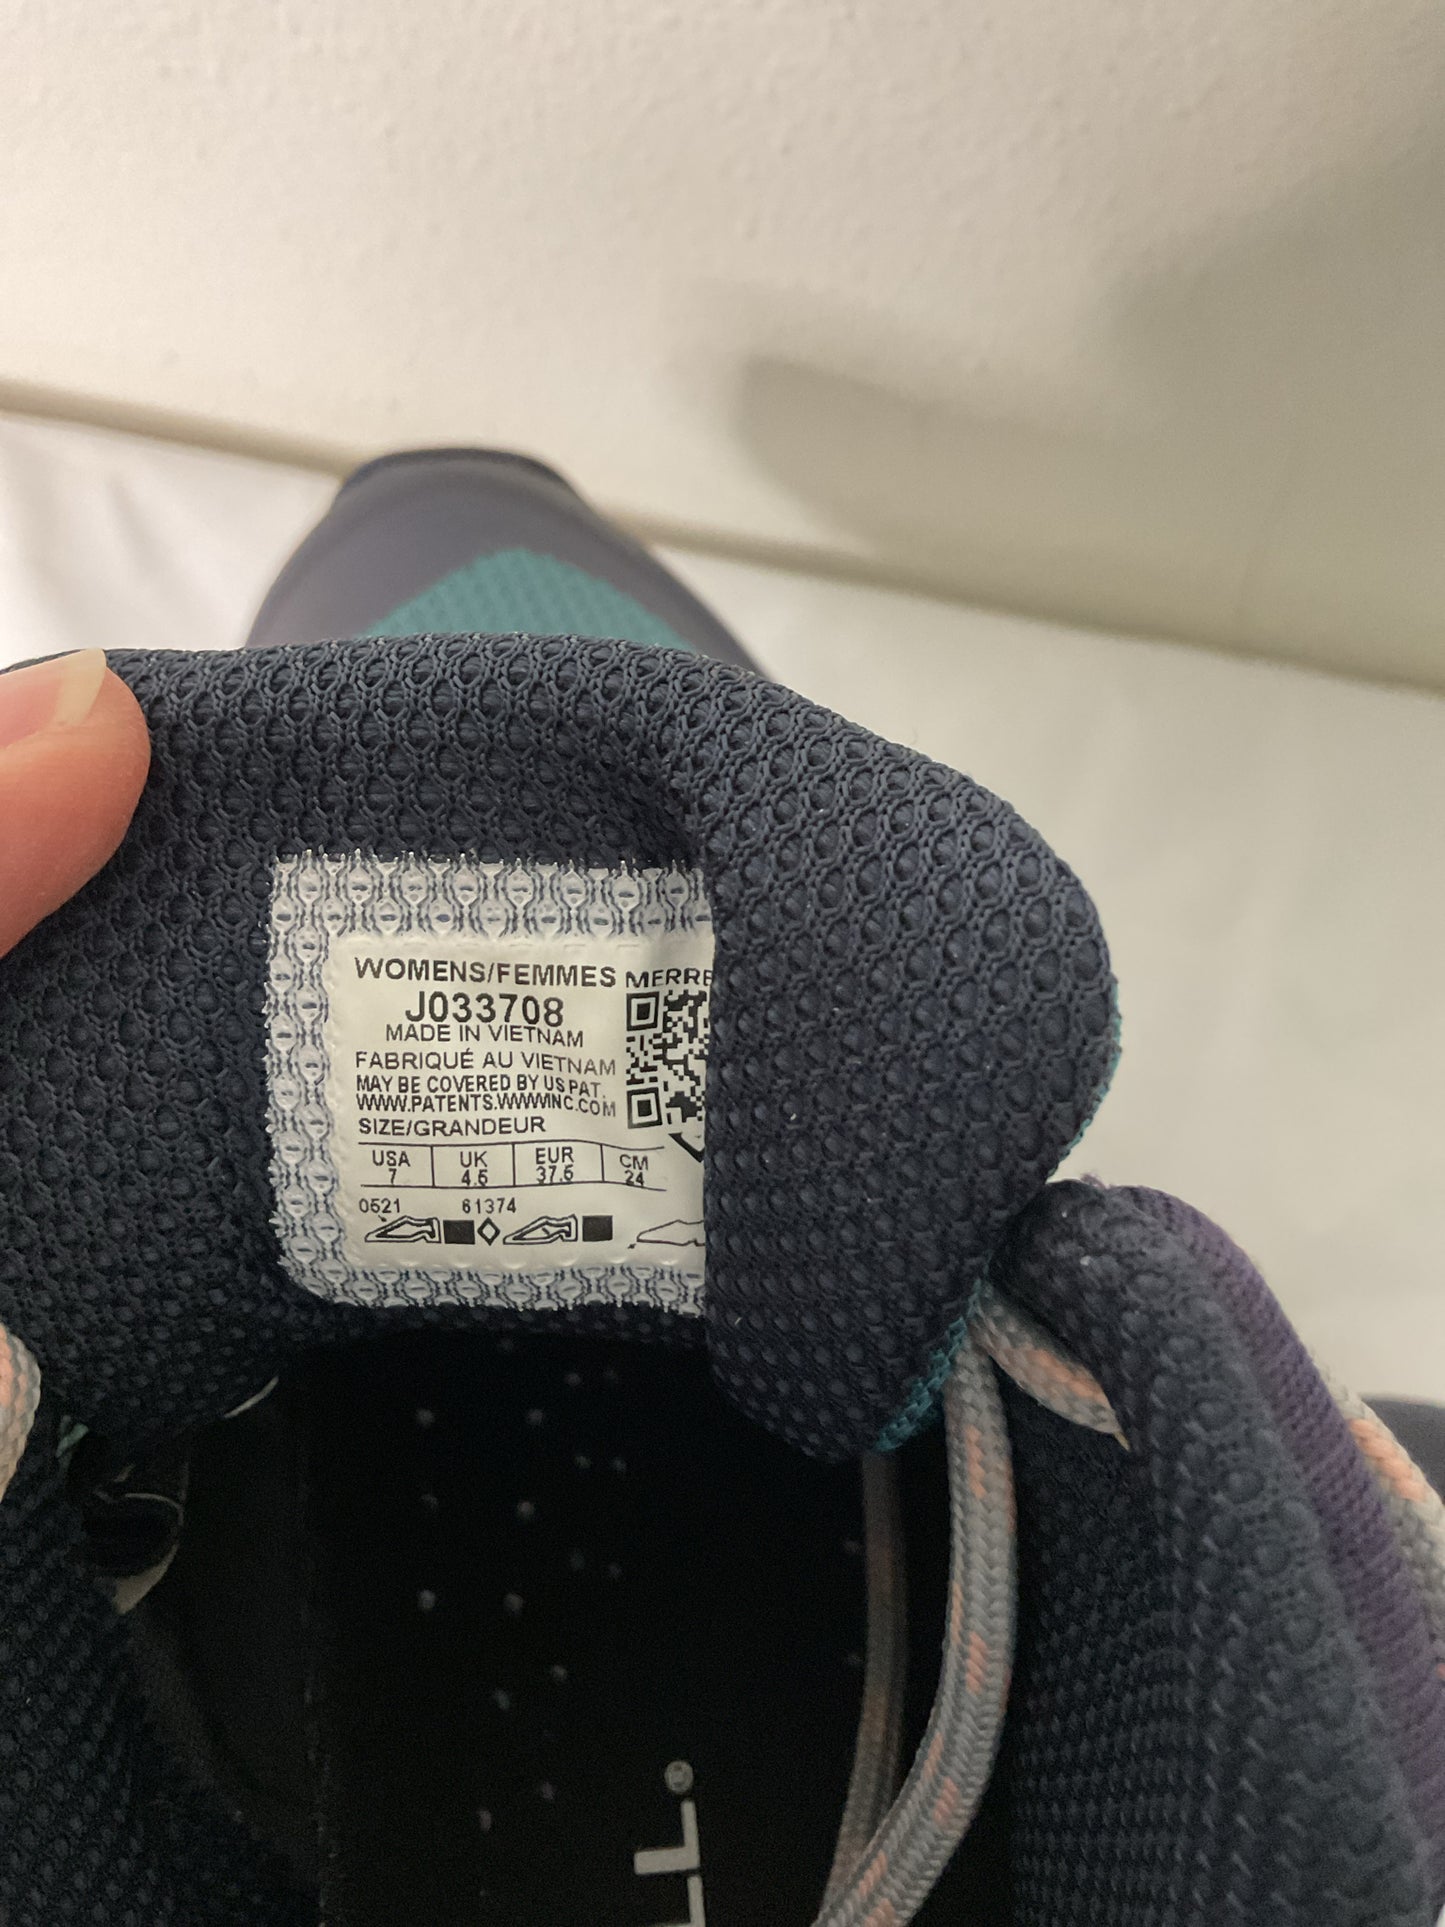 WOMENS/FEMMES MERRE
J033708
MADE IN VIETNAM
FABRIQUÉ AU VIETNAM
MAY BE COVERED BY US PAT.
WWW.PATENTS.WWWINC.COM
SIZE/GRANDEUR
USA UK EUR CM
7 4.5 37.5 24
0521 61374
LL®